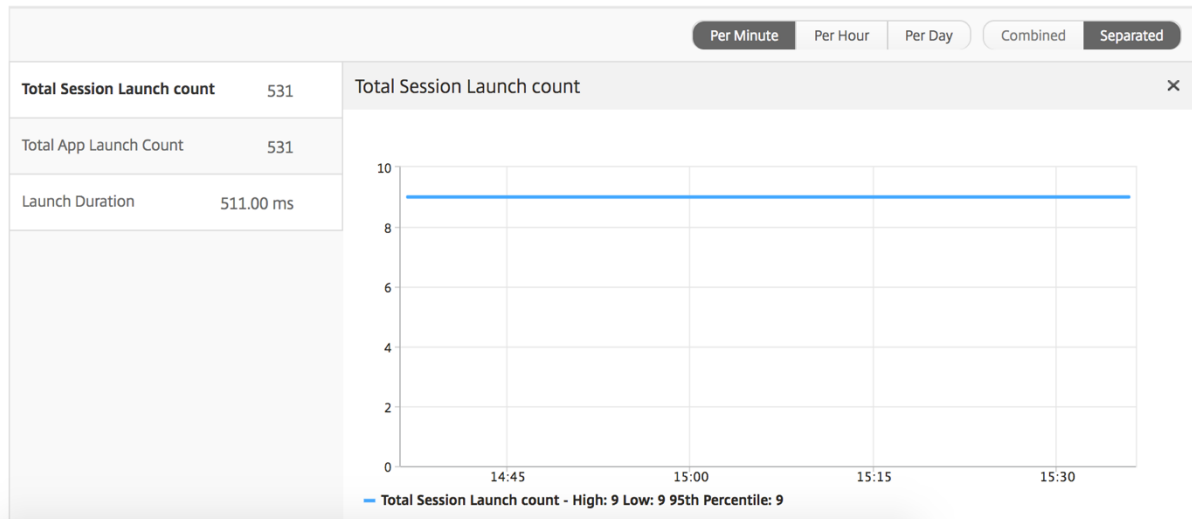 Per Minute Per Hour Per Day Combined Separated
Total Session Launch count 531
Total App Launch Count 531
Launch Duration 511.00 ms
Total Session Launch count ×
10
8
6
4
2
0
14:45 15:00 15:15 15:30
Total Session Launch count - High: 9 Low: 9 95th Percentile: 9